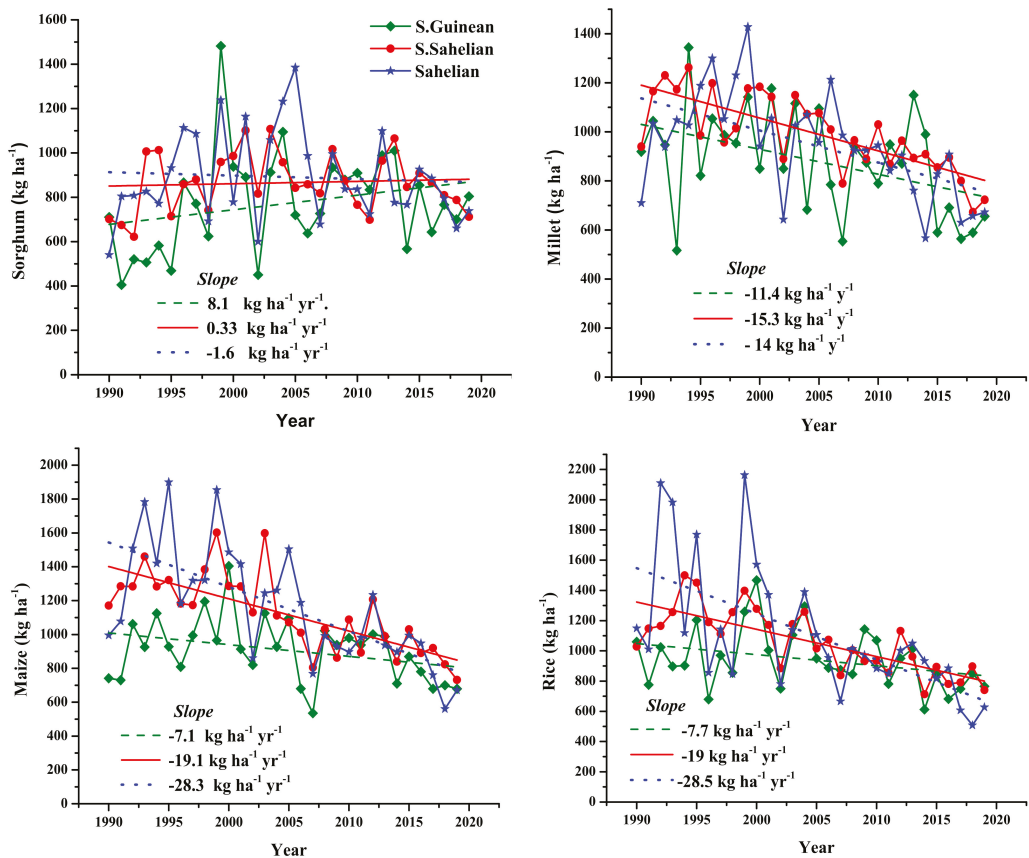 1600
1400
1200
1000
800
600
400
200
0
Sorghum (kg ha-1)
S.Guinean
S.Sahelian
Sahelian
Slope
8.1 kg ha-1 yr-1.
0.33 kg ha-1 yr-1
-1.6 kg ha-1 yr-1
1990 1995 2000 2005 2010 2015 2020
Year
1400
1200
1000
800
600
400
200
0
Millet (kg ha-1)
Slope
-11.4 kg ha-1 y-1
-15.3 kg ha-1 y-1
- 14 kg ha-1 y-1
1990 1995 2000 2005 2010 2015 2020
Year
2000
1800
1600
1400
1200
1000
800
600
400
200
0
Maize (kg ha-1)
Slope
-7.1 kg ha-1 yr-1
-19.1 kg ha-1 yr-1
-28.3 kg ha-1 yr-1
1990 1995 2000 2005 2010 2015 2020
Year
2200
2000
1800
1600
1400
1200
1000
800
600
400
200
0
Rice (kg ha-1)
Slope
-7.7 kg ha-1 yr-1
-19 kg ha-1 yr-1
-28.5 kg ha-1 yr-1
1990 1995 2000 2005 2010 2015 2020
Year